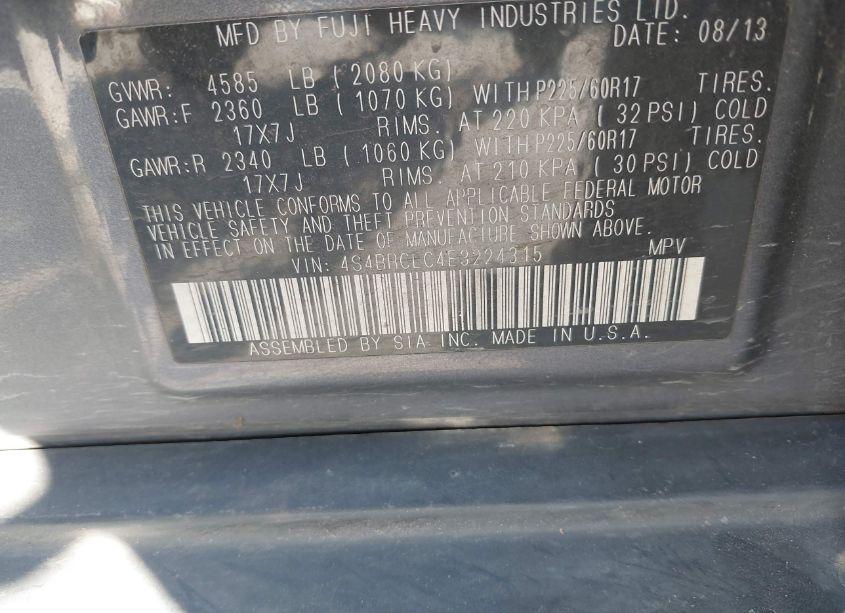 MFD BY FUJI HEAVY INDUSTRIES LTD.
DATE: 08/13
GVWR: 4585 LB ( 2080 KG)
GAWR:F 2360 LB ( 1070 KG) WITH P225/60R17 TIRES.
17X7J RIMS. AT 220 KPA ( 32 PSI) COLD
GAWR:R 2340 LB ( 1060 KG) WITH P225/60R17 TIRES.
17X7J RIMS. AT 210 KPA ( 30 PSI) COLD
THIS VEHICLE CONFORMS TO ALL APPLICABLE FEDERAL MOTOR
VEHICLE SAFETY AND THEFT PREVENTION STANDARDS
IN EFFECT ON THE DATE OF MANUFACTURE SHOWN ABOVE.
VIN: 4S4BRCLC4E3224315 MPV
ASSEMBLED BY SIA INC. MADE IN U.S.A.